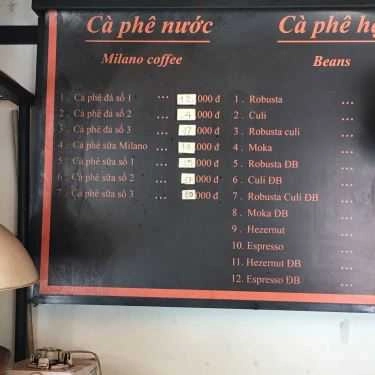 Cà phê nước
Milano coffee
1 . Cà phê đá số 1 ... 12.000 đ
2 . Cà phê đá số 2 ... .000 đ
3 . Cà phê đá số 3 ... 17.000 đ
4 . Cà phê sữa Milano ... .000 đ
5 . Cà phê sữa số 1 ... .000 đ
6 . Cà phê sữa số 2 ... .000 đ
7 . Cà phê sữa số 3 ... 20.000 đ
Cà phê
Beans
1 . Robusta ...
2 . Culi ...
3 . Robusta culi ...
4 . Moka ...
5 . Robusta ĐB ...
6 . Culi ĐB ...
7 . Robusta Culi ĐB ...
8 . Moka ĐB ...
9 . Hezernut ...
10. Espresso ...
11. Hezernut ĐB ...
12. Espresso ĐB ...